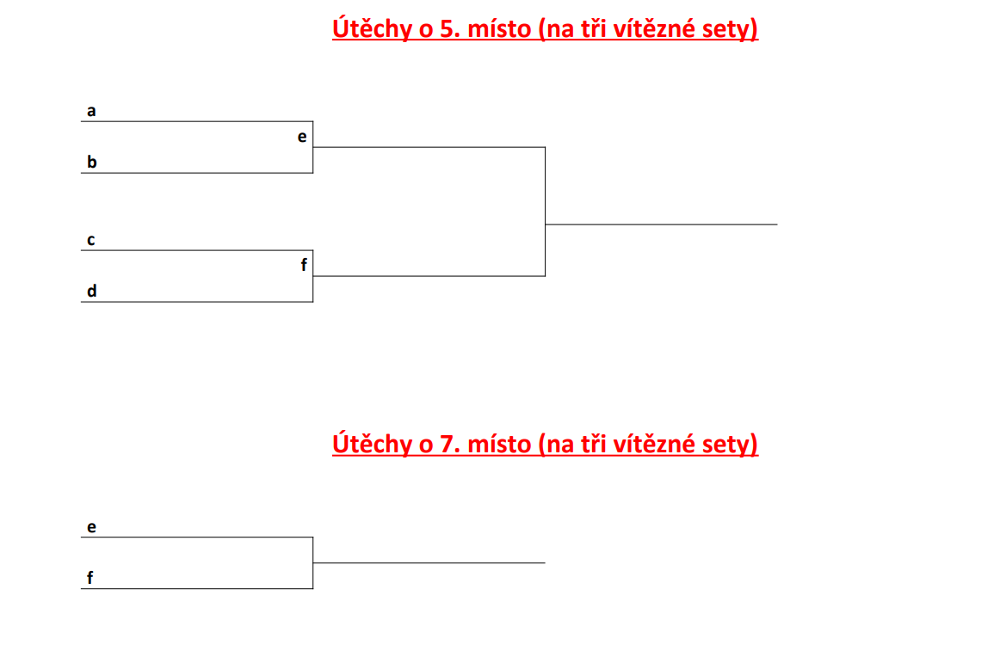 Útěchy o 5. místo (na tři vítězné sety)
a
e
b
c
f
d
Útěchy o 7. místo (na tři vítězné sety)
e
f